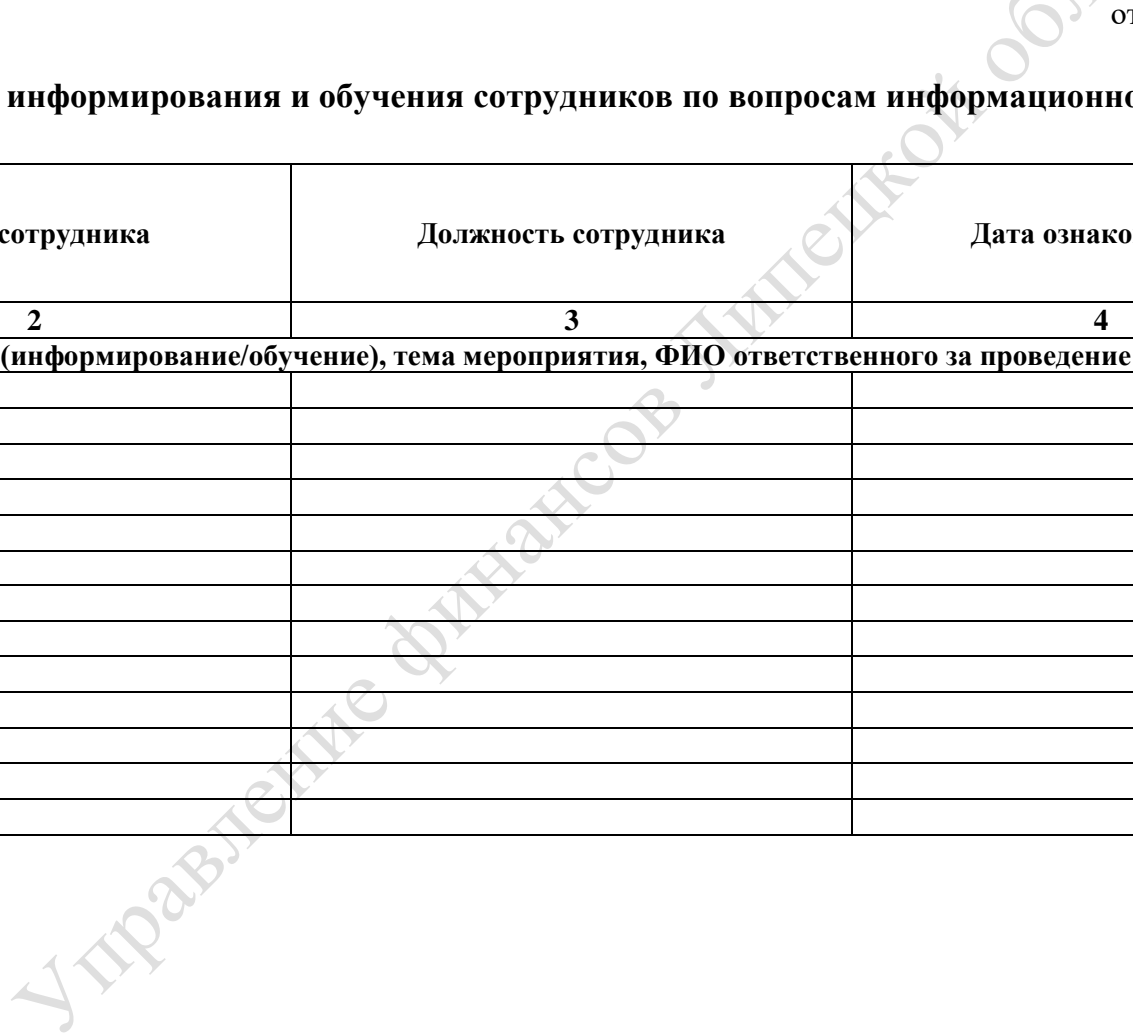 от
информирования и обучения сотрудников по вопросам информационно
сотрудника Должность сотрудника Дата ознако
2 3 4
(информирование/обучение), тема мероприятия, ФИО ответственного за проведение
Управление финансов Липецкой обл